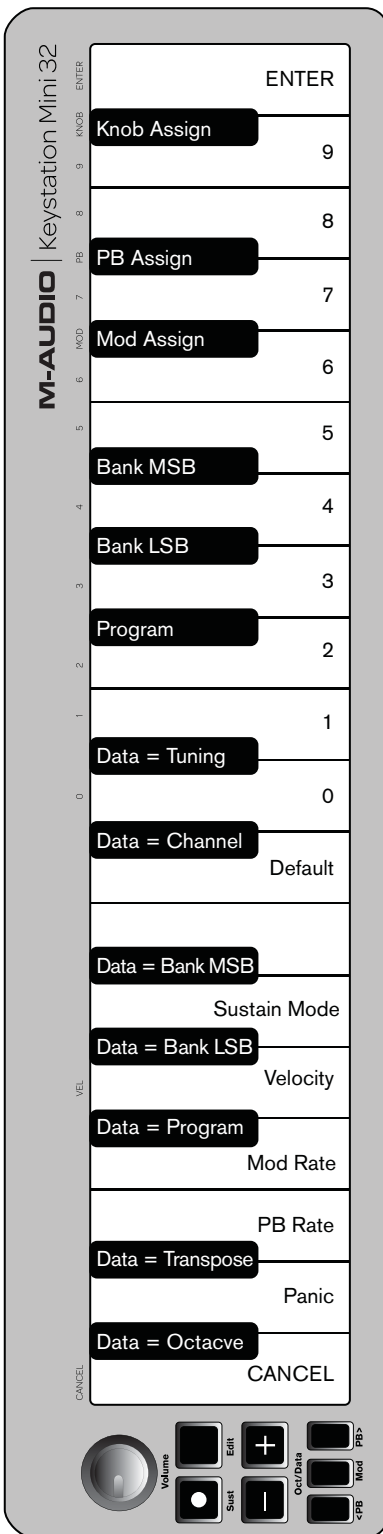 M-AUDIO | Keystation Mini 32
ENTER
KNOB
9
8
PB
7
MOD
6
5
4
3
2
1
0
VEL
CANCEL
ENTER
Knob Assign
9
8
PB Assign
7
Mod Assign
6
5
Bank MSB
4
Bank LSB
3
Program
2
1
Data = Tuning
0
Data = Channel
Default
Data = Bank MSB
Sustain Mode
Data = Bank LSB
Velocity
Data = Program
Mod Rate
PB Rate
Data = Transpose
Panic
Data = Octacve
CANCEL
Volume
Edit
Sust
+
–
Oct/Data
PB>
Mod
<PB